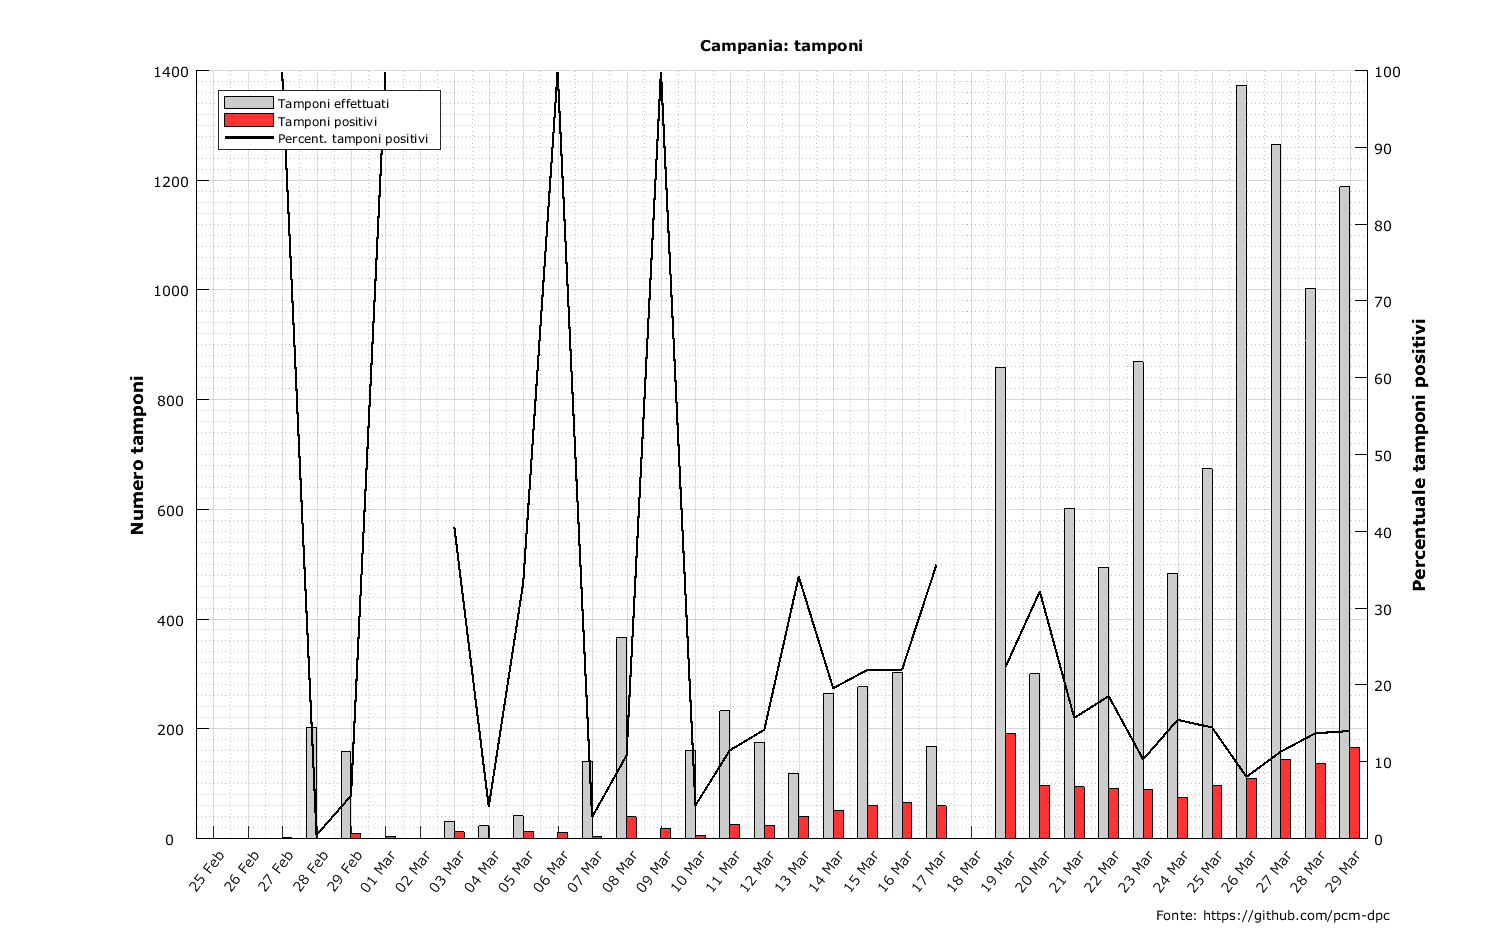 Campania: tamponi
Tamponi effettuati
Tamponi positivi
Percent. tamponi positivi
Numero tamponi
1400
1200
1000
800
600
400
200
0
100
90
80
70
60
50
40
30
20
10
0
Percentuale tamponi positivi
25 Feb
26 Feb
27 Feb
28 Feb
29 Feb
01 Mar
02 Mar
03 Mar
04 Mar
05 Mar
06 Mar
07 Mar
08 Mar
09 Mar
10 Mar
11 Mar
12 Mar
13 Mar
14 Mar
15 Mar
16 Mar
17 Mar
18 Mar
19 Mar
20 Mar
21 Mar
22 Mar
23 Mar
24 Mar
25 Mar
26 Mar
27 Mar
28 Mar
29 Mar
Fonte: https://github.com/pcm-dpc